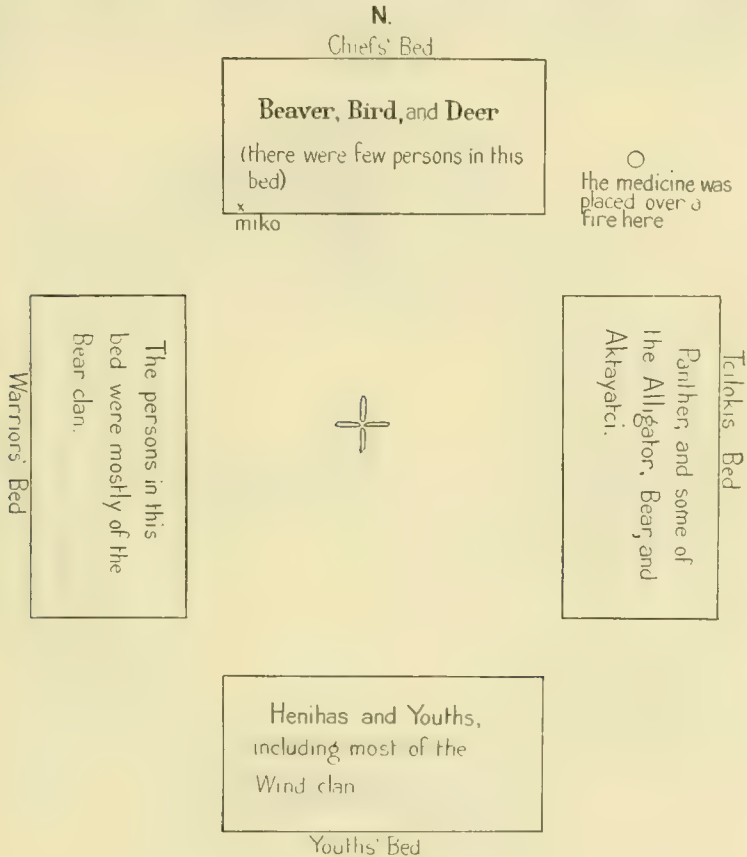 N.
Chiefs' Bed
Beaver, Bird, and Deer
(there were few persons in this
bed)
x
miko
the medicine was
placed over a
fire here
Warriors' Bed
The persons in this
bed were mostly of the
Bear clan.
Tcilokis Bed
Panther, and some of
the Alligator, Bear, and
Aktayatci.
Henihas and Youths,
including most of the
Wind clan
Youths' Bed